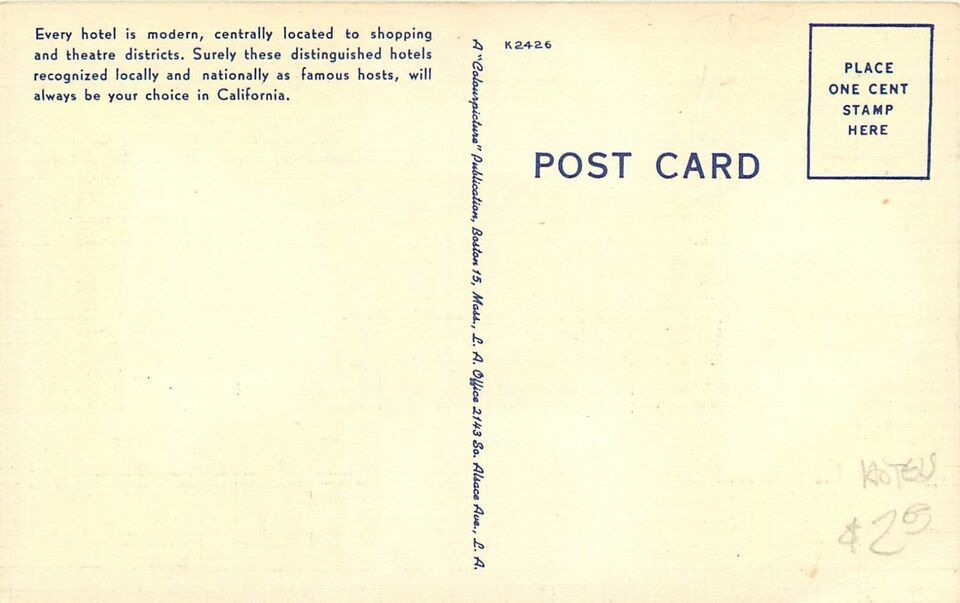 Every hotel is modern, centrally located to shopping
and theatre districts. Surely these distinguished hotels
recognized locally and nationally as famous hosts, will
always be your choice in California.
A "Colourpicture" Publication, Boston 15, Mass., L. A. Office 2143 So. Alsace Ave., L. A.
K2426
POST CARD
PLACE
ONE CENT
STAMP
HERE
HOTELS